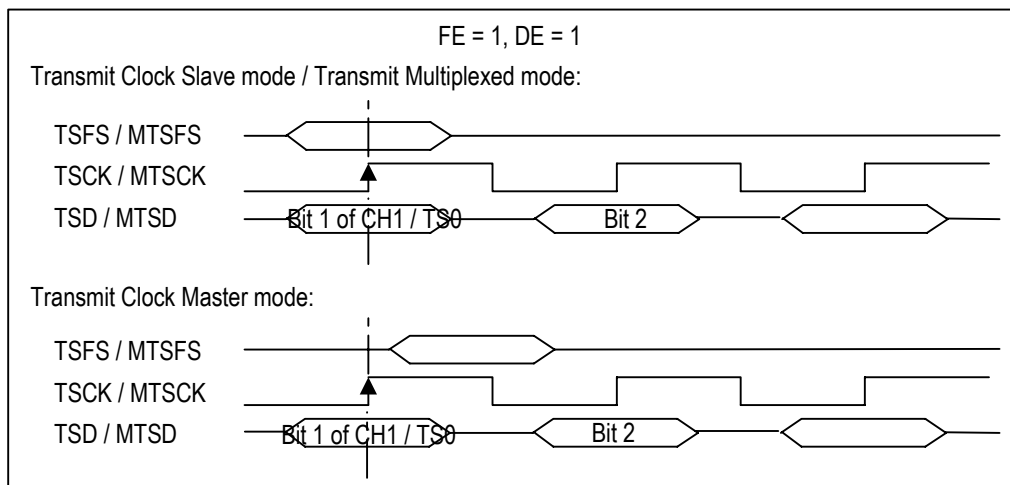 FE = 1, DE = 1
Transmit Clock Slave mode / Transmit Multiplexed mode:
TSFS / MTSFS
TSCK / MTSCK
TSD / MTSD
Bit 1 of CH1 / TS0
Bit 2
Transmit Clock Master mode:
TSFS / MTSFS
TSCK / MTSCK
TSD / MTSD
Bit 1 of CH1 / TS0
Bit 2